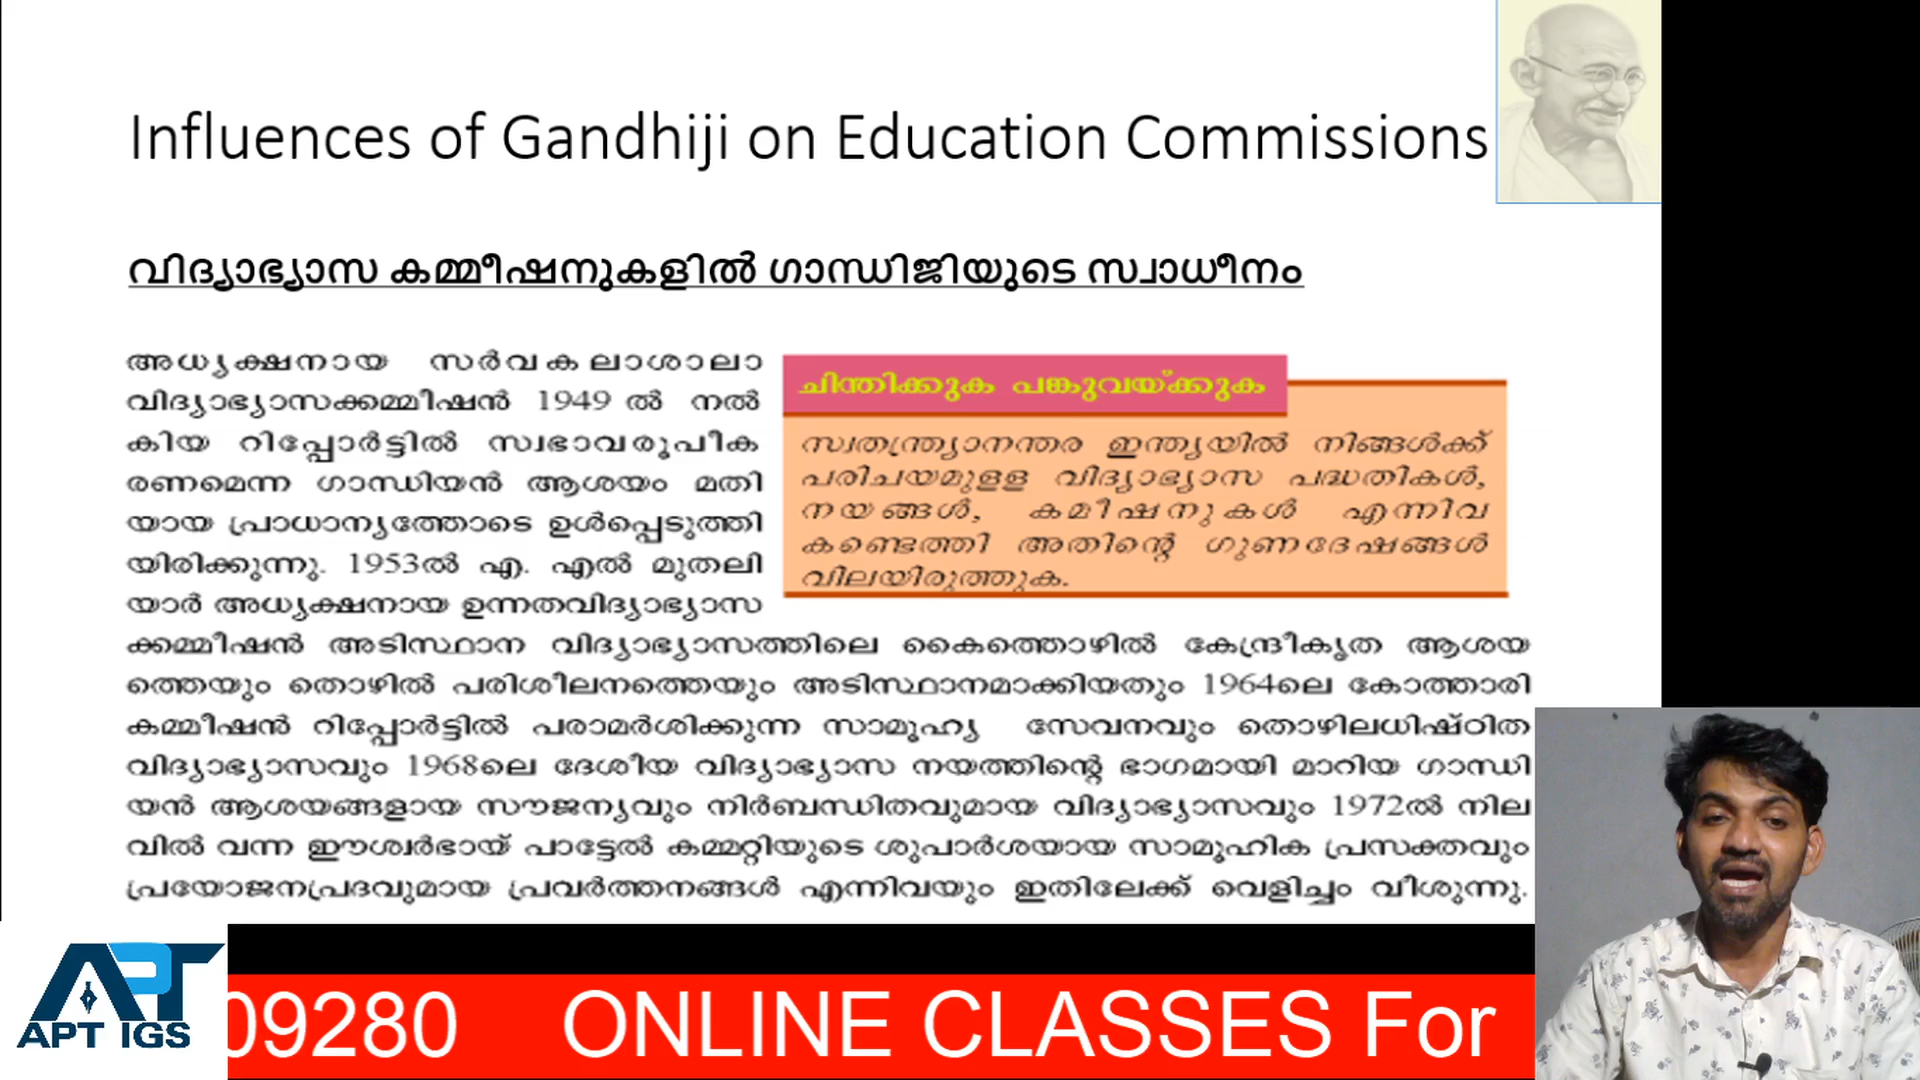 Influences of Gandhiji on Education Commissions
വിദ്യാഭ്യാസ കമ്മീഷനുകളിൽ ഗാന്ധിജിയുടെ സ്വാധീനം
അധ്യക്ഷനായ സർവകലാശാലാ
വിദ്യാഭ്യാസക്കമ്മീഷൻ 1949 ൽ നൽ
കിയ റിപ്പോർട്ടിൽ സ്വഭാവരൂപീക
രണമെന്ന ഗാന്ധിയൻ ആശയം മതി
യായ പ്രാധാന്യത്തോടെ ഉൾപ്പെടുത്തി
യിരിക്കുന്നു. 1953ൽ എ. എൽ മുതലി
യാർ അധ്യക്ഷനായ ഉന്നതവിദ്യാഭ്യാസ
ചിന്തിക്കുക പങ്കുവയ്ക്കുക
സ്വതന്ത്ര്യാനന്തര ഇന്ത്യയിൽ നിങ്ങൾക്ക്
പരിചയമുളള വിദ്യാഭ്യാസ പദ്ധതികൾ,
നയങ്ങൾ, കമീഷനുകൾ എന്നിവ
കണ്ടെത്തി അതിന്റെ ഗുണദേഷങ്ങൾ
വിലയിരുത്തുക.
ക്കമ്മീഷൻ അടിസ്ഥാന വിദ്യാഭ്യാസത്തിലെ കൈത്തൊഴിൽ കേന്ദ്രീകൃത ആശയ
ത്തെയും തൊഴിൽ പരിശീലനത്തെയും അടിസ്ഥാനമാക്കിയതും 1964ലെ കോത്താരി
കമ്മീഷൻ റിപ്പോർട്ടിൽ പരാമർശിക്കുന്ന സാമൂഹ്യ സേവനവും തൊഴിലധിഷ്ഠിത
വിദ്യാഭ്യാസവും 1968ലെ ദേശീയ വിദ്യാഭ്യാസ നയത്തിന്റെ ഭാഗമായി മാറിയ ഗാന്ധി
യൻ ആശയങ്ങളായ സൗജന്യവും നിർബന്ധിതവുമായ വിദ്യാഭ്യാസവും 1972ൽ നില
വിൽ വന്ന ഈശ്വർഭായ് പാട്ടേൽ കമ്മറ്റിയുടെ ശുപാർശയായ സാമൂഹിക പ്രസക്തവും
പ്രയോജനപ്രദവുമായ പ്രവർത്തനങ്ങൾ എന്നിവയും ഇതിലേക്ക് വെളിച്ചം വീശുന്നു.
APT
APT IGS
09280 ONLINE CLASSES For